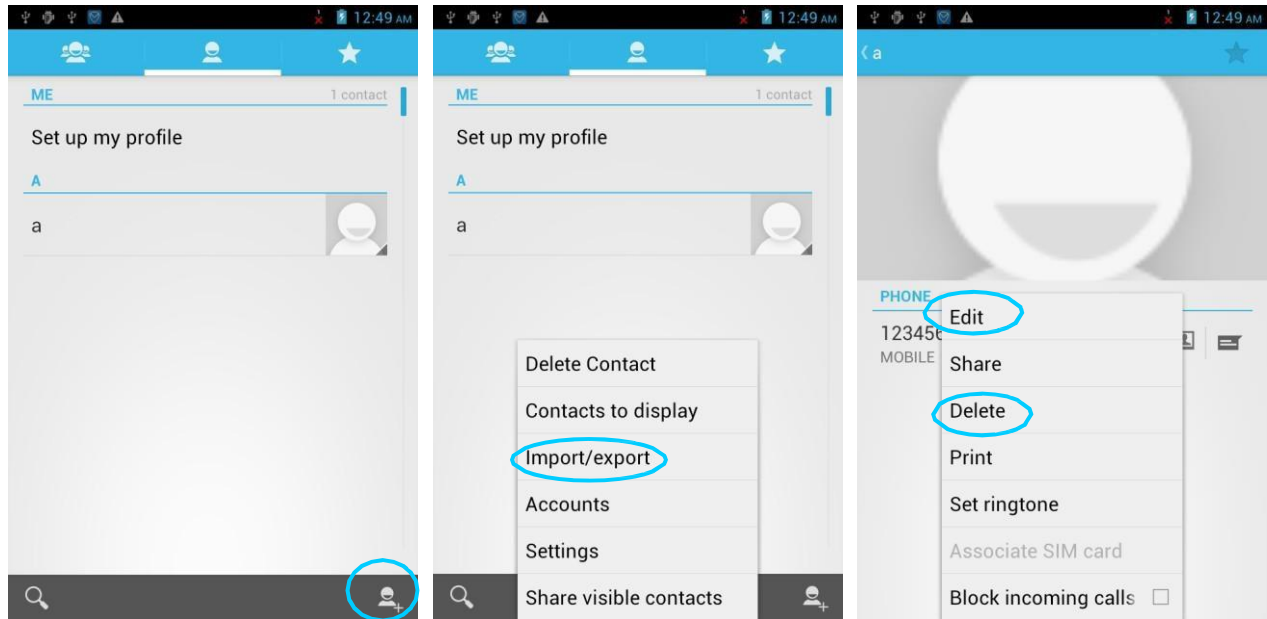 12:49 AM
ME 1 contact
Set up my profile
A
a
12:49 AM
ME 1 contact
Set up my profile
A
a
Delete Contact
Contacts to display
Import/export
Accounts
Settings
Share visible contacts
12:49 AM
a
PHONE
123456
MOBILE
Edit
Share
Delete
Print
Set ringtone
Associate SIM card
Block incoming calls